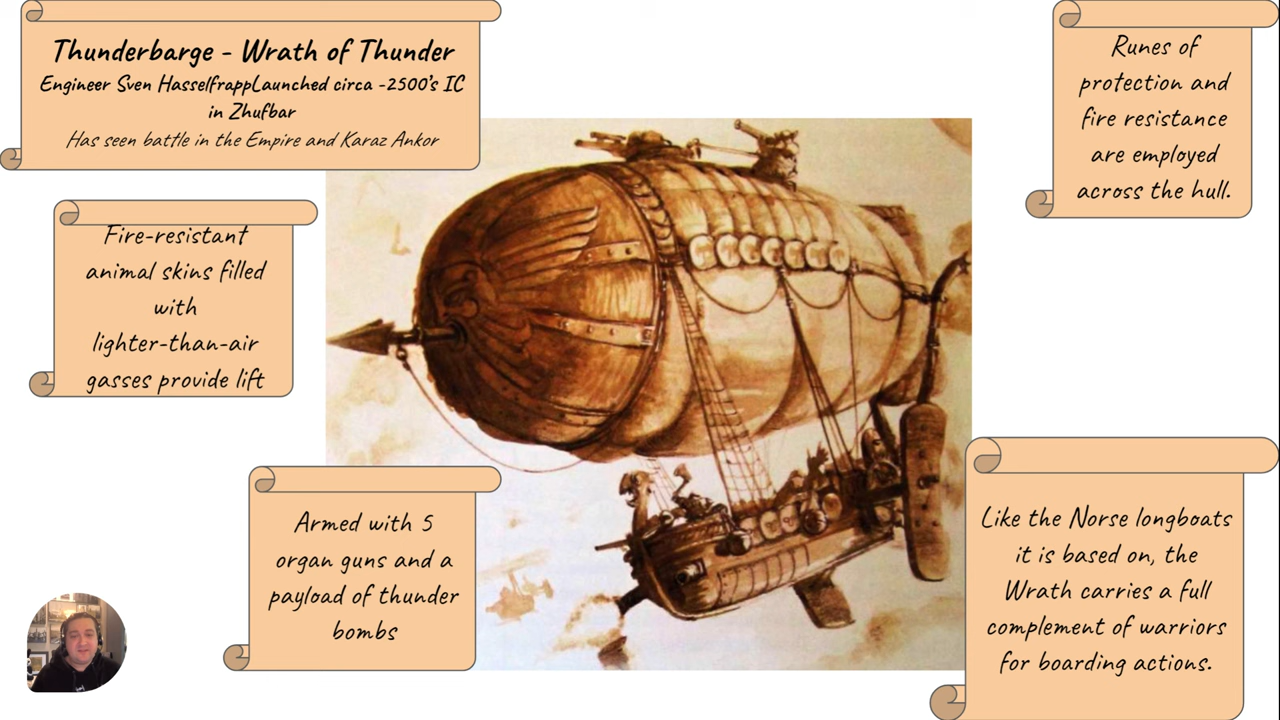 Thunderbarge - Wrath of Thunder
Engineer Sven HasselfrappLaunched circa -2500's IC
in Zhufbar
Has seen battle in the Empire and Karaz Ankor
Runes of
protection and
fire resistance
are employed
across the hull.
Fire-resistant
animal skins filled
with
lighter-than-air
gasses provide lift
Armed with 5
organ guns and a
payload of thunder
bombs
Like the Norse longboats
it is based on, the
Wrath carries a full
complement of warriors
for boarding actions.